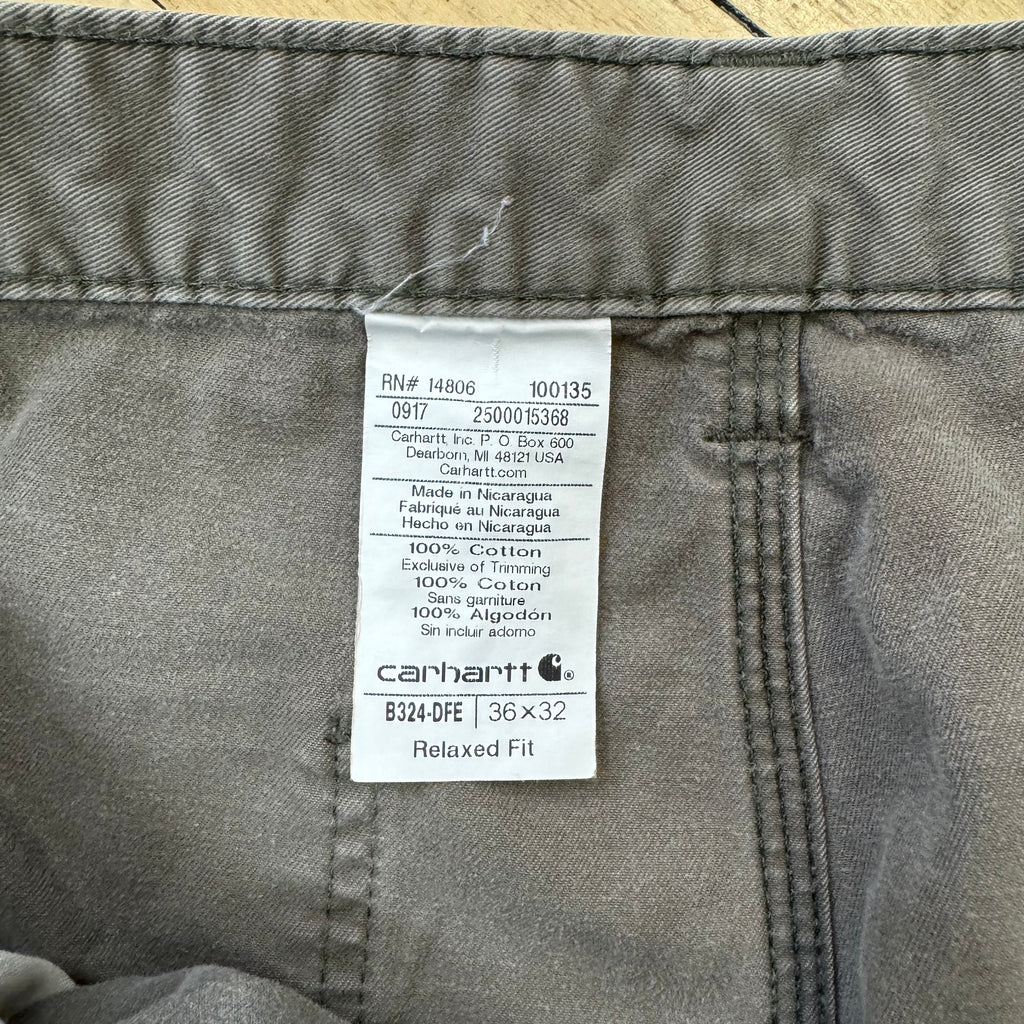 RN# 14806 100135
0917 2500015368
Carhartt, Inc. P. O. Box 600
Dearborn, MI 48121 USA
Carhartt.com
Made in Nicaragua
Fabriqué au Nicaragua
Hecho en Nicaragua
100% Cotton
Exclusive of Trimming
100% Coton
Sans garniture
100% Algodón
Sin incluir adorno
carhartt ®
B324-DFE | 36×32
Relaxed Fit